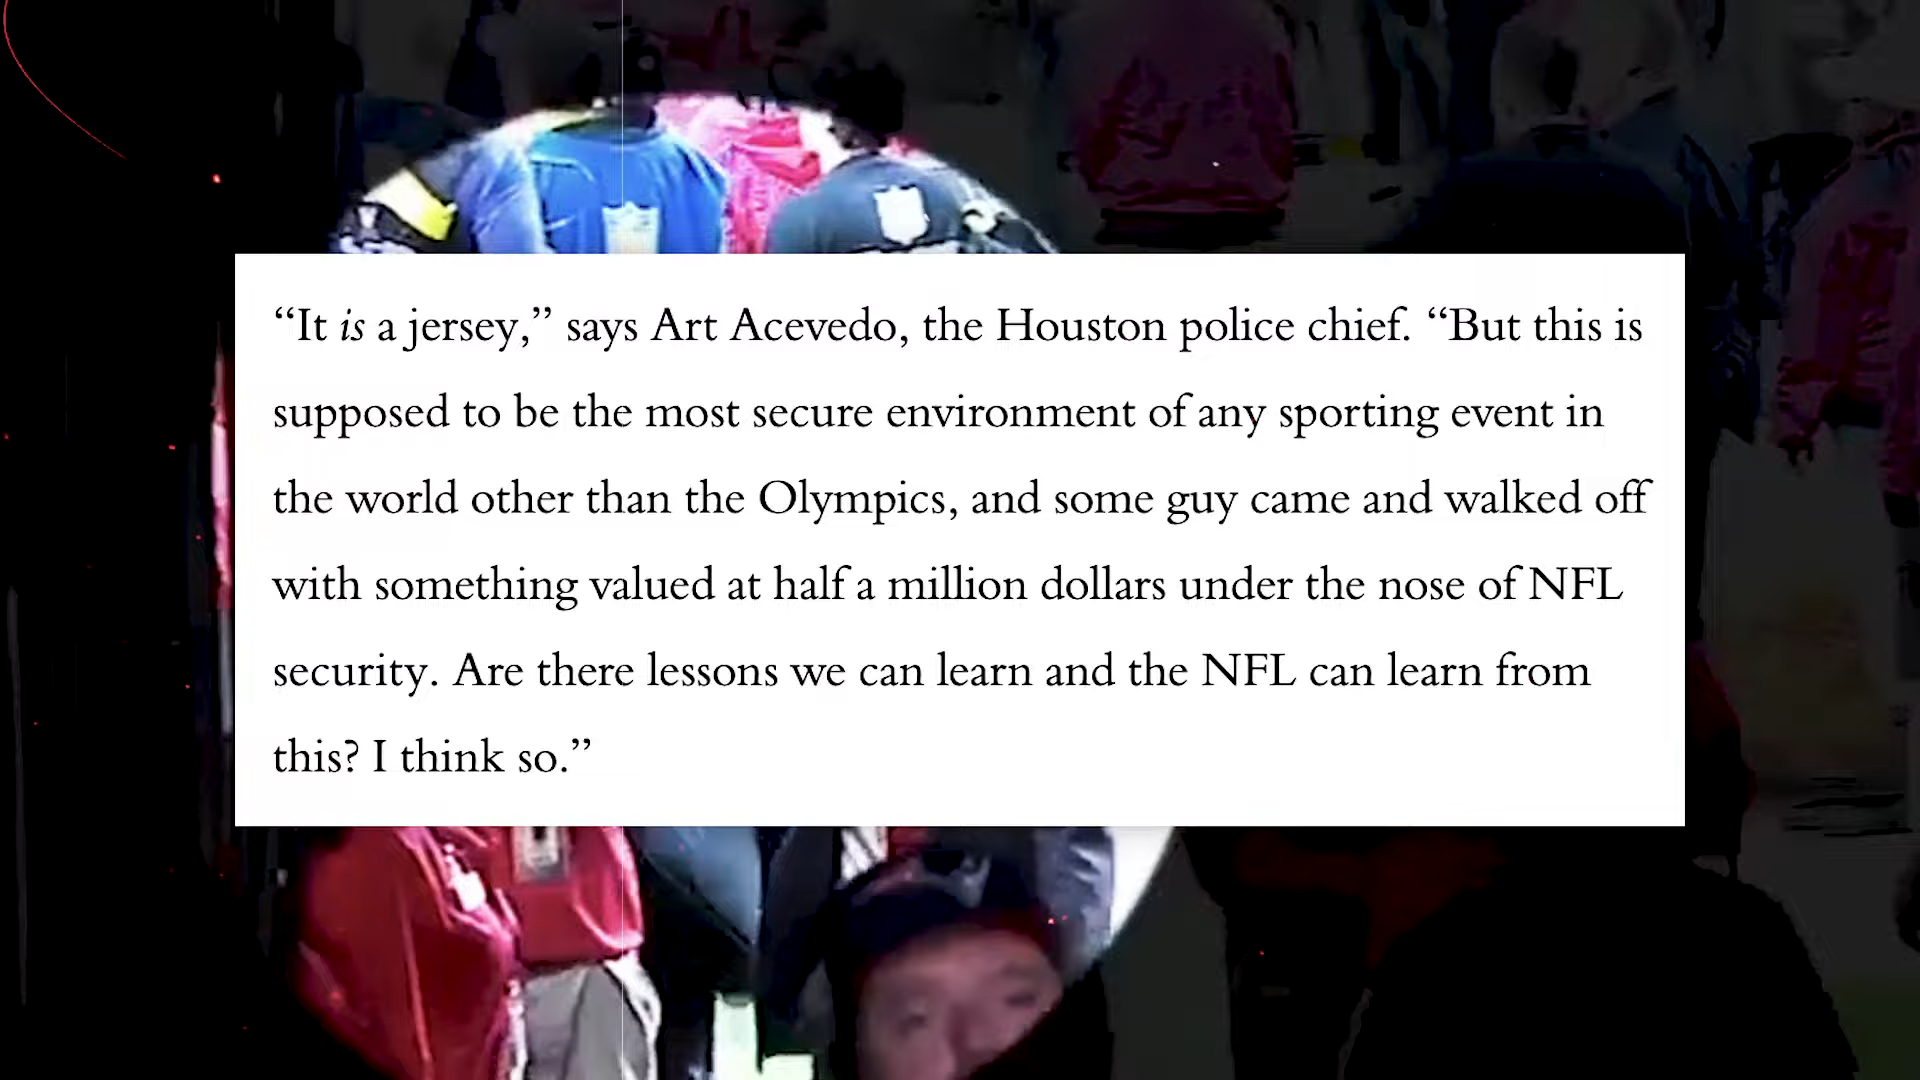 “It is a jersey,” says Art Acevedo, the Houston police chief. “But this is
supposed to be the most secure environment of any sporting event in
the world other than the Olympics, and some guy came and walked off
with something valued at half a million dollars under the nose of NFL
security. Are there lessons we can learn and the NFL can learn from
this? I think so.”